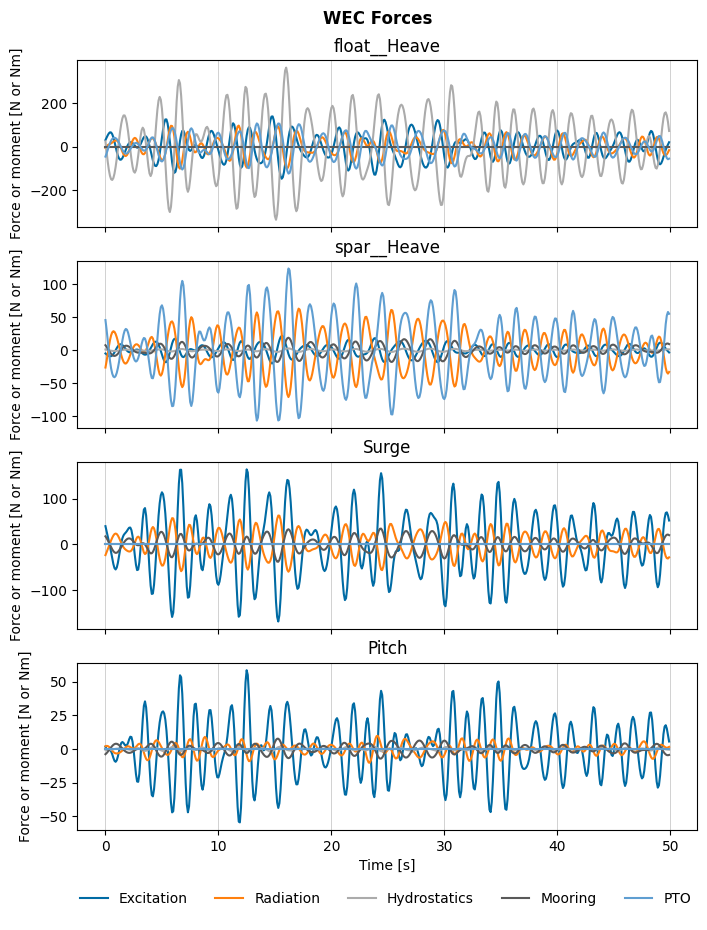 WEC Forces
float__Heave
Force or moment [N or Nm]
200
0
−200
spar__Heave
Force or moment [N or Nm]
100
50
0
−50
−100
Surge
Force or moment [N or Nm]
100
0
−100
Pitch
Force or moment [N or Nm]
50
25
0
−25
−50
0 10 20 30 40 50
Time [s]
Excitation Radiation Hydrostatics Mooring PTO